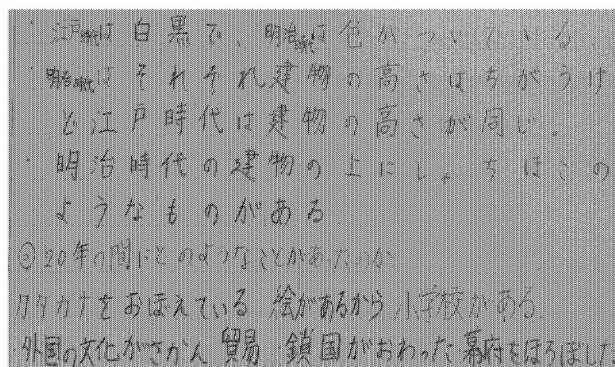 ・江戸時代は白黒で、明治時代は色がついている。
・明治時代はそれぞれ建物の高さはちがうけ
ど江戸時代は建物の高さが同じ。
・明治時代の建物の上にしゃちほこの
ようなものがある
◎20年の間にどのようなことがあったのか
カタカナをおぼえている 絵があるから 小学校がある
外国の文化がさかん 貿易・鎖国がおわった 幕府をほろぼした